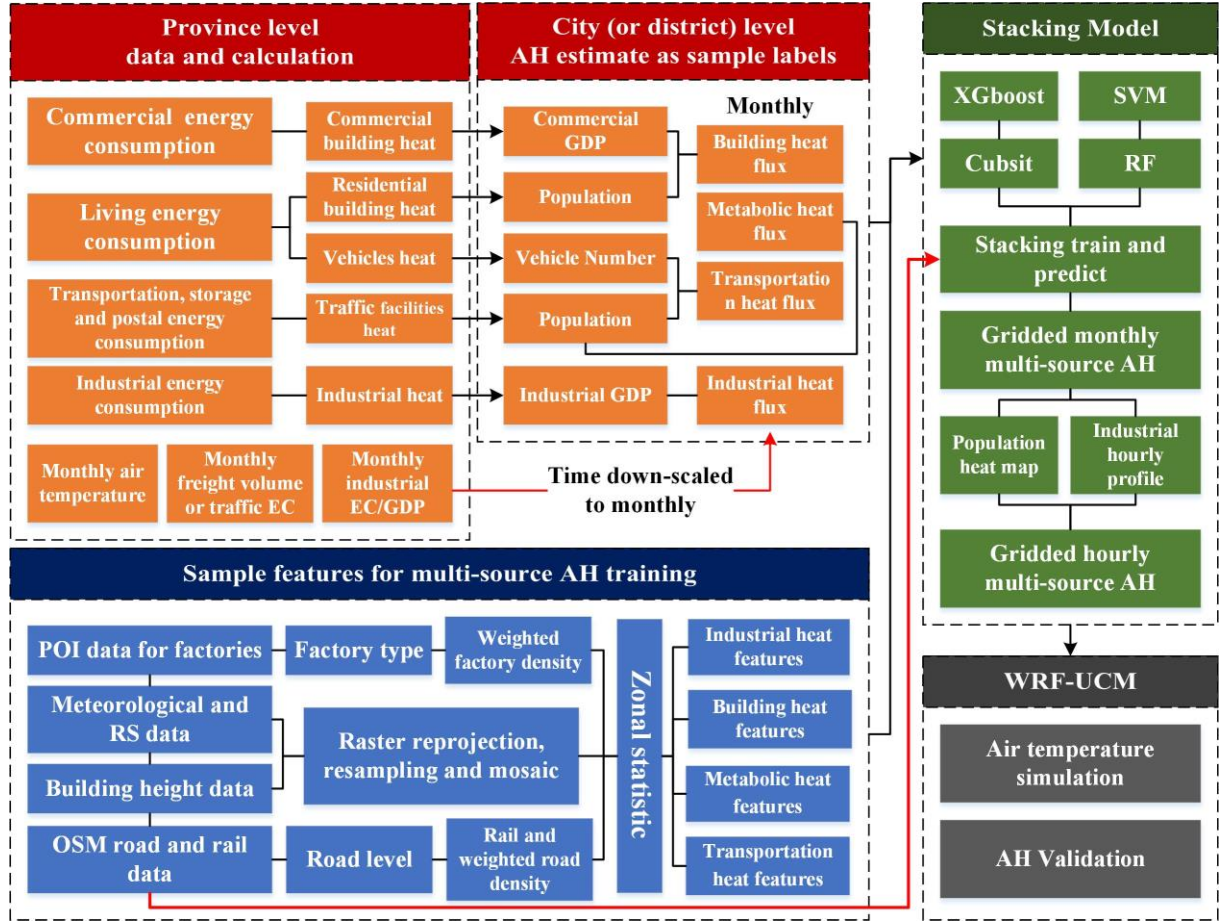 Province level
data and calculation
Commercial energy
consumption
Commercial
building heat
Living energy
consumption
Residential
building heat
Vehicles heat
Transportation, storage
and postal energy
consumption
Traffic facilities
heat
Industrial energy
consumption
Industrial heat
Monthly air
temperature
Monthly
freight volume
or traffic EC
Monthly
industrial
EC/GDP
City (or district) level
AH estimate as sample labels
Monthly
Commercial
GDP
Building heat
flux
Population
Metabolic heat
flux
Vehicle Number
Transportatio
n heat flux
Population
Industrial GDP
Industrial heat
flux
Time down-scaled
to monthly
Sample features for multi-source AH training
POI data for factories
Factory type
Weighted
factory density
Meteorological and
RS data
Building height data
Raster reprojection,
resampling and mosaic
OSM road and rail
data
Road level
Rail and
weighted road
density
Zonal statistic
Industrial heat
features
Building heat
features
Metabolic heat
features
Transportation
heat features
Stacking Model
XGboost
SVM
Cubsit
RF
Stacking train and
predict
Gridded monthly
multi-source AH
Population
heat map
Industrial
hourly
profile
Gridded hourly
multi-source AH
WRF-UCM
Air temperature
simulation
AH Validation